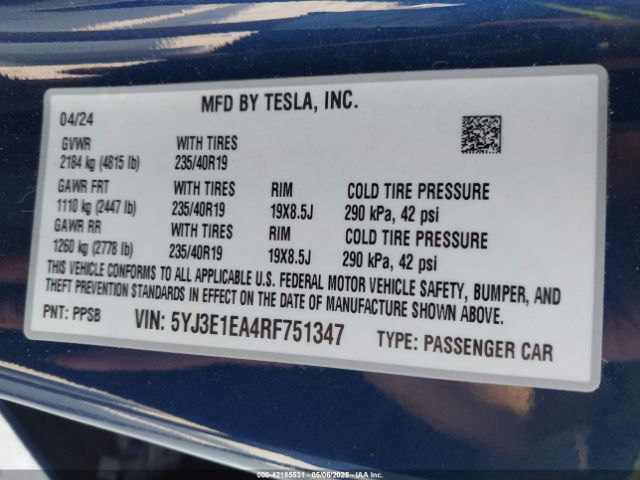 MFD BY TESLA, INC.
04/24
GVWR WITH TIRES
2184 kg (4815 lb) 235/40R19
GAWR FRT WITH TIRES RIM COLD TIRE PRESSURE
1110 kg (2447 lb) 235/40R19 19X8.5J 290 kPa, 42 psi
GAWR RR WITH TIRES RIM COLD TIRE PRESSURE
1260 kg (2778 lb) 235/40R19 19X8.5J 290 kPa, 42 psi
THIS VEHICLE CONFORMS TO ALL APPLICABLE U.S. FEDERAL MOTOR VEHICLE SAFETY, BUMPER, AND
THEFT PREVENTION STANDARDS IN EFFECT ON THE DATE OF MANUFACTURE SHOWN ABOVE.
PNT: PPSB VIN: 5YJ3E1EA4RF751347 TYPE: PASSENGER CAR
000-42185531 - 05/06/2025 - IAA Inc.